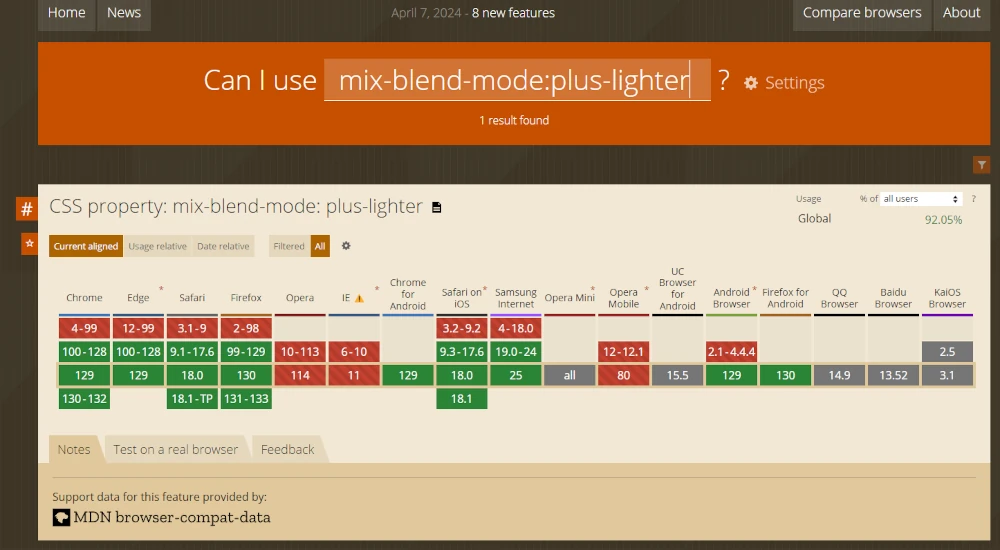 Home News April 7, 2024 - 8 new features Compare browsers About
Can I use mix-blend-mode:plus-lighter ? Settings
1 result found
# CSS property: mix-blend-mode: plus-lighter
Usage % of all users ?
Global 92.05%
Current aligned Usage relative Date relative Filtered All
Chrome Edge * Safari Firefox Opera IE * Chrome for Android Safari on iOS * Samsung Internet Opera Mini * Opera Mobile * UC Browser for Android Android Browser * Firefox for Android QQ Browser Baidu Browser KaiOS Browser
4-99 12-99 3.1-9 2-98 3.2-9.2 4-18.0
100-128 100-128 9.1-17.6 99-129 10-113 6-10 9.3-17.6 19.0-24 12-12.1 2.1-4.4.4 2.5
129 129 18.0 130 114 11 129 18.0 25 all 80 15.5 129 130 14.9 13.52 3.1
130-132 18.1-TP 131-133 18.1
Notes Test on a real browser Feedback
Support data for this feature provided by:
MDN browser-compat-data